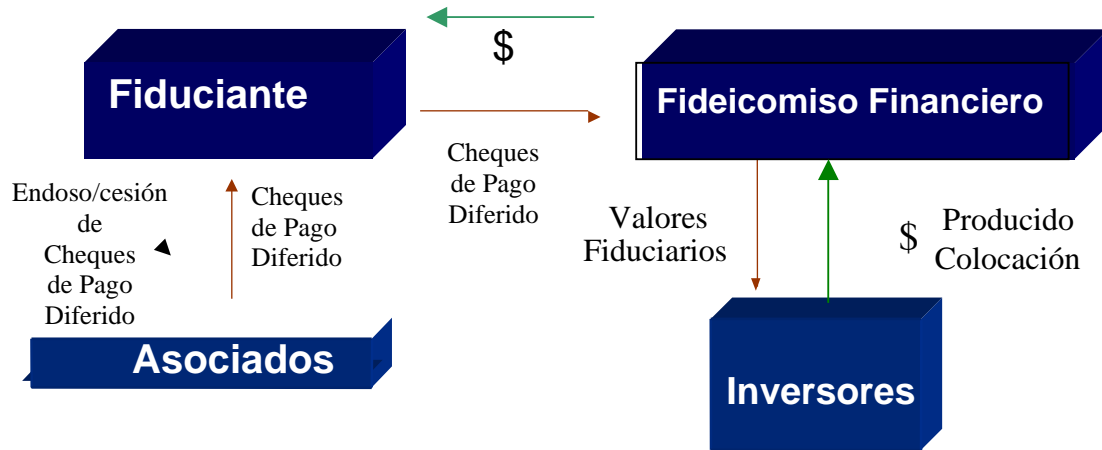 $
Fiduciante
Fideicomiso Financiero
Cheques
de Pago
Diferido
Endoso/cesión
de
Cheques
de Pago
Diferido
Cheques
de Pago
Diferido
Valores
Fiduciarios
$ Producido
Colocación
Asociados
Inversores